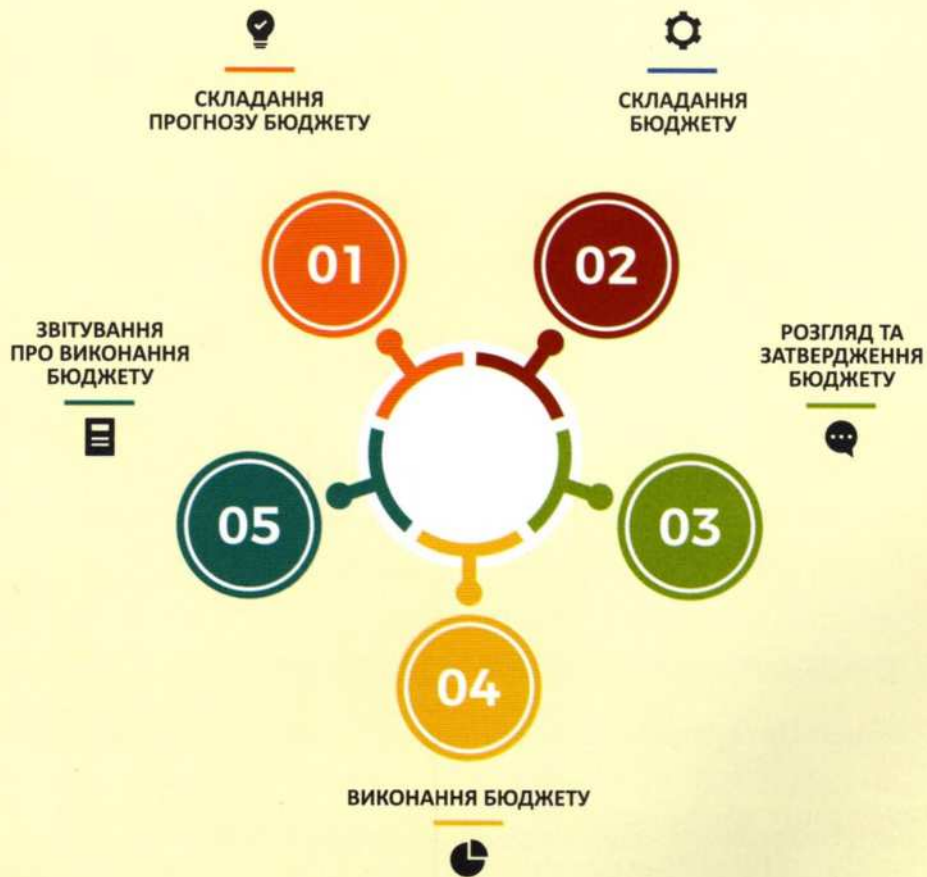 СКЛАДАННЯ
ПРОГНОЗУ БЮДЖЕТУ
СКЛАДАННЯ
БЮДЖЕТУ
01
02
ЗВІТУВАННЯ
ПРО ВИКОНАННЯ
БЮДЖЕТУ
РОЗГЛЯД ТА
ЗАТВЕРДЖЕННЯ
БЮДЖЕТУ
05
03
04
ВИКОНАННЯ БЮДЖЕТУ